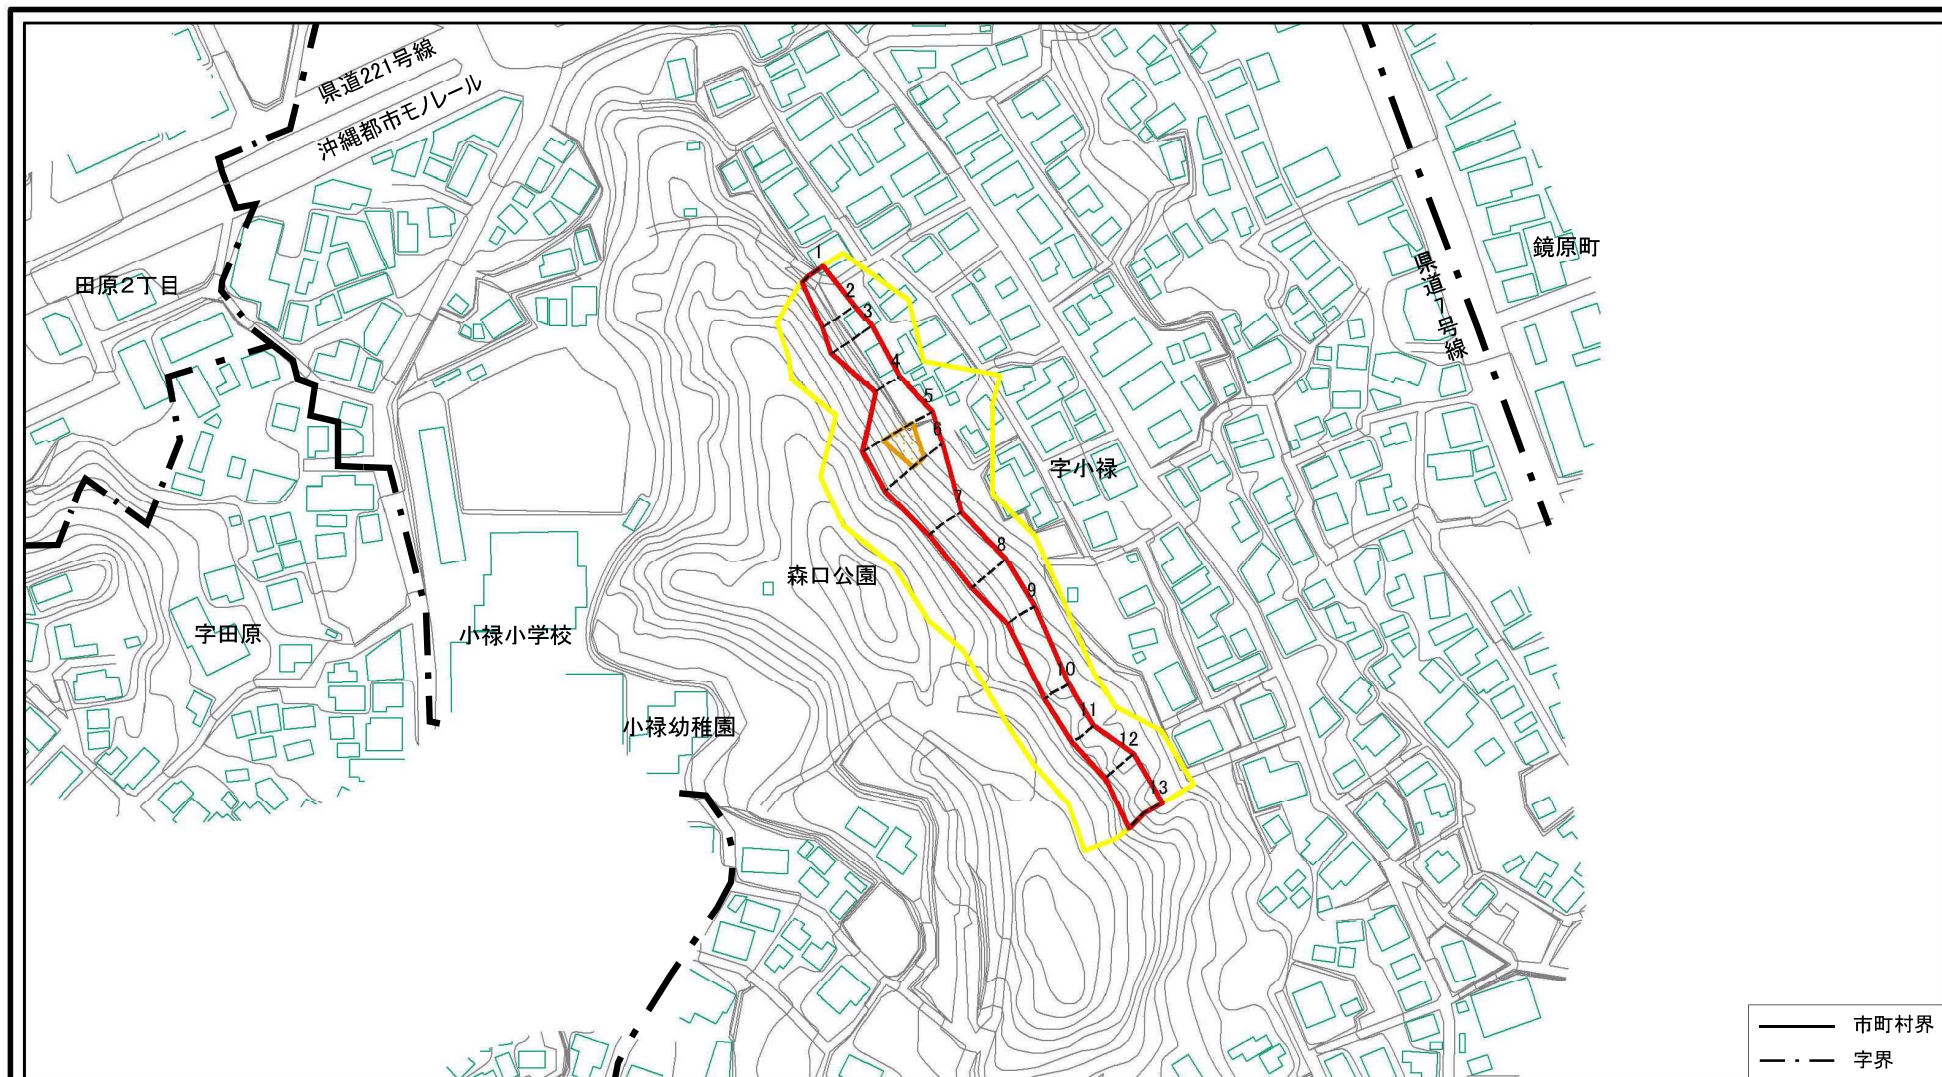 県道221号線
沖縄都市モノレール
田原2丁目
鏡原町
県道7号線
1
2
3
4
5
6
7
8
9
10
11
12
13
字小禄
森口公園
字田原
小禄小学校
小禄幼稚園
市町村界
字界